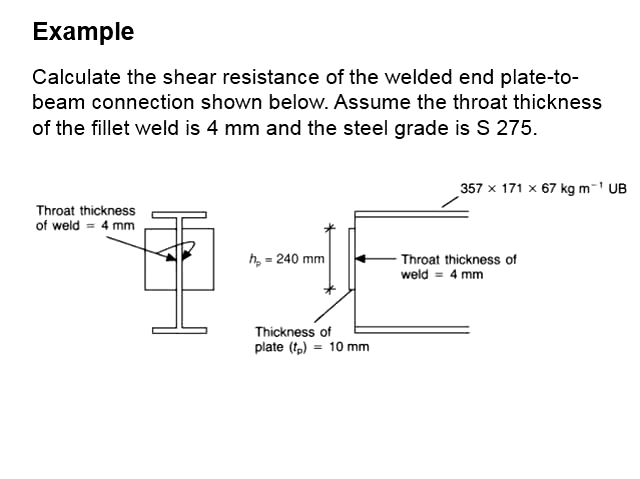 Example
Calculate the shear resistance of the welded end plate-to-
beam connection shown below. Assume the throat thickness
of the fillet weld is 4 mm and the steel grade is S 275.
357 × 171 × 67 kg m⁻¹ UB
Throat thickness
of weld = 4 mm
hₚ = 240 mm
Throat thickness of
weld = 4 mm
Thickness of
plate (tₚ) = 10 mm